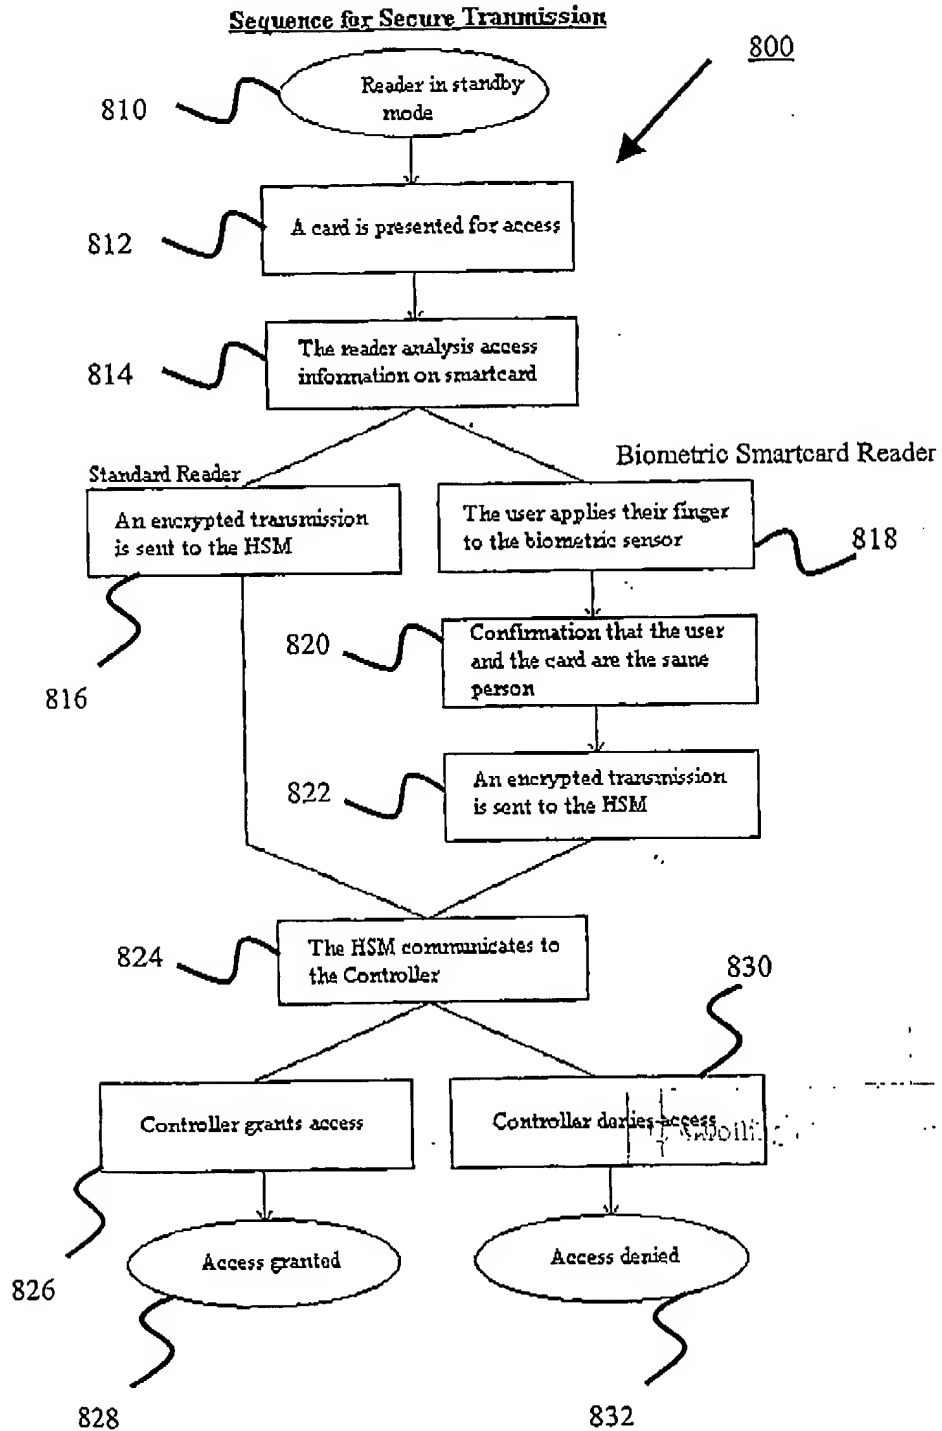 Sequence for Secure Tranmission
800
Reader in standby
mode
810
A card is presented for access
812
The reader analysis access
information on smartcard
814
Standard Reader
Biometric Smartcard Reader
An encrypted transmission
is sent to the HSM
816
The user applies their finger
to the biometric sensor
818
820
Confirmation that the user
and the card are the same
person
822
An encrypted transmission
is sent to the HSM
824
The HSM communicates to
the Controller
830
Controller grants access
Controller denies access
826
Access granted
Access denied
828
832